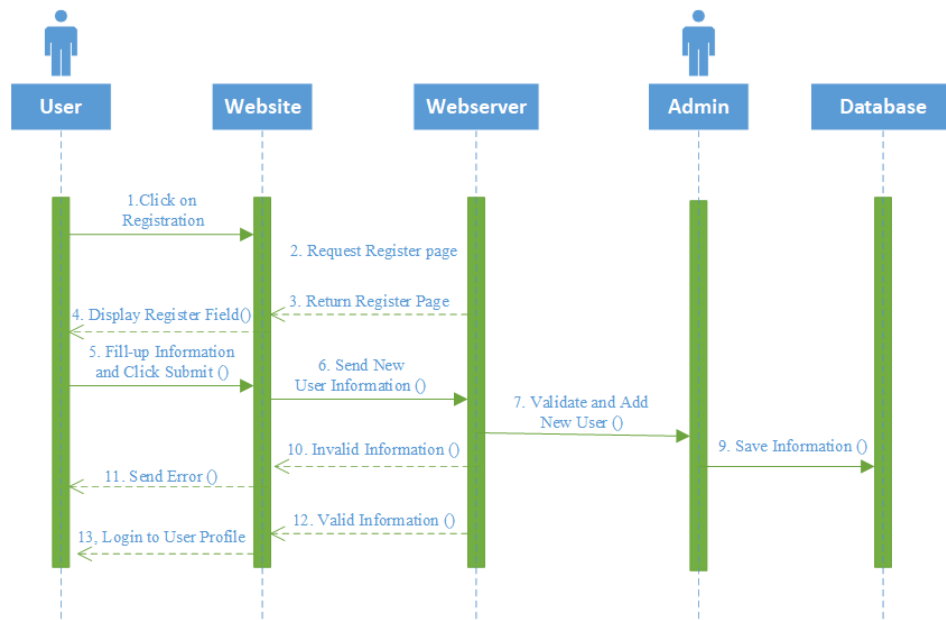 User
Website
Webserver
Admin
Database
1.Click on
Registration
2. Request Register page
3. Return Register Page
4. Display Register Field()
5. Fill-up Information
and Click Submit ()
6. Send New
User Information ()
7. Validate and Add
New User ()
9. Save Information ()
10. Invalid Information ()
11. Send Error ()
12. Valid Information ()
13, Login to User Profile